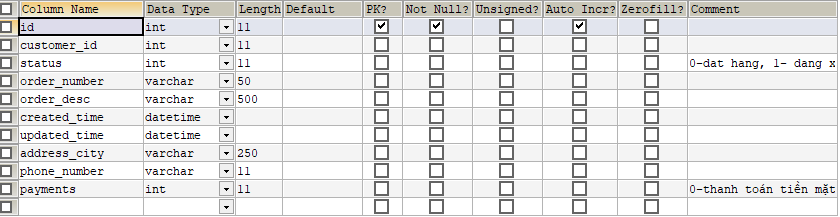 Column Name Data Type Length Default PK? Not Null? Unsigned? Auto Incr? Zerofill? Comment
id int 11
customer_id int 11
status int 11 0-dat hang, 1- dang x
order_number varchar 50
order_desc varchar 500
created_time datetime
updated_time datetime
address_city varchar 250
phone_number varchar 11
payments int 11 0-thanh toán tiền mặt